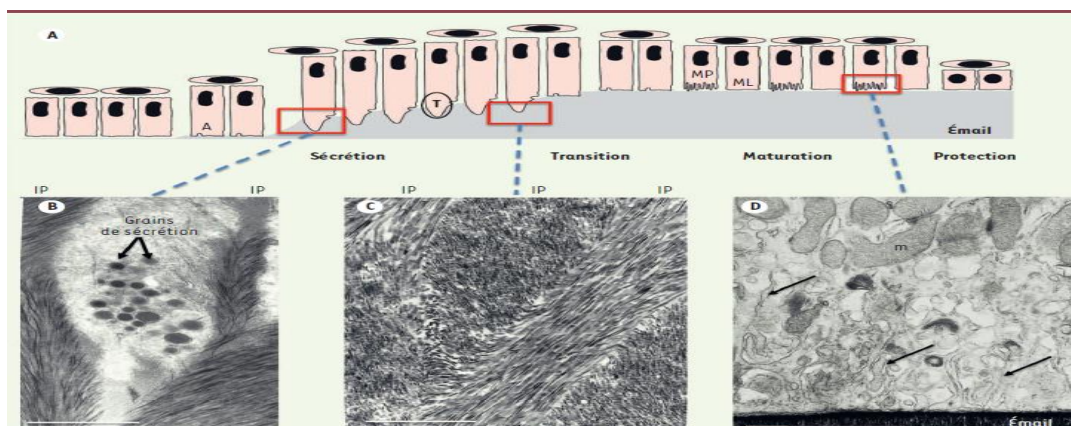 A
A
T
MP
ML
Émail
Sécrétion
Transition
Maturation
Protection
IP
IP
IP
IP
IP
B
Grains
de sécrétion
C
D
m
Émail